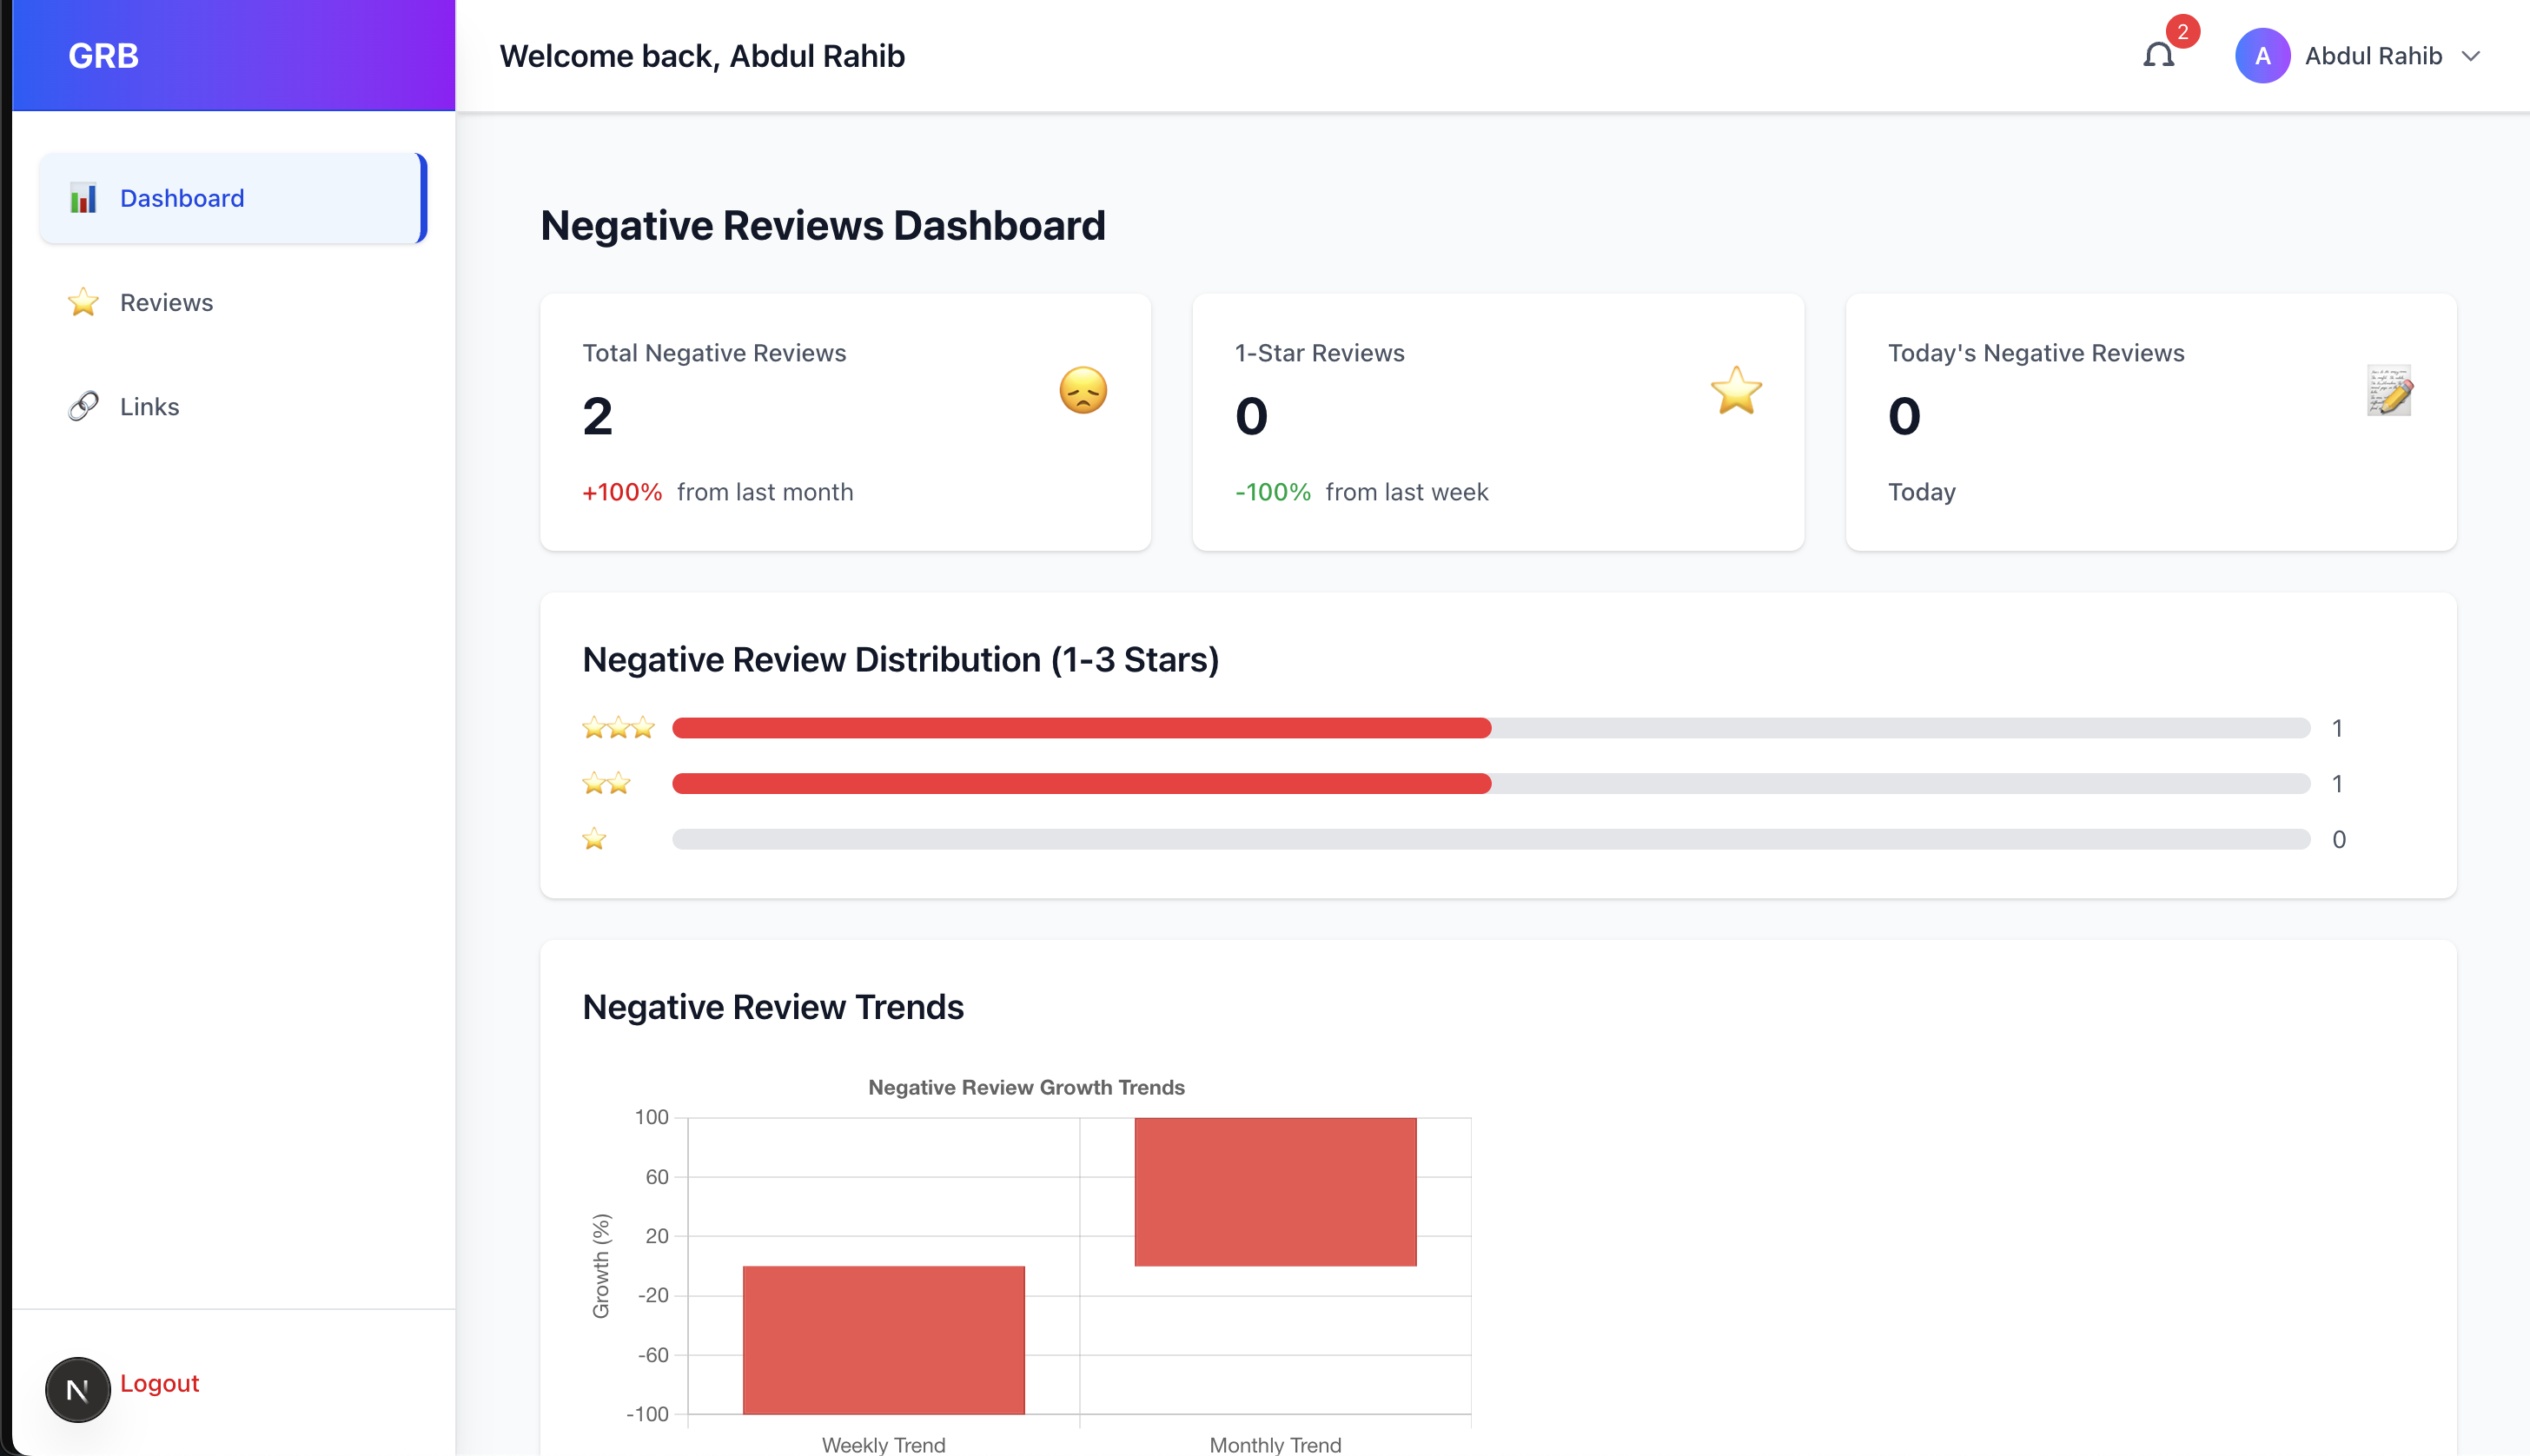 GRB
Welcome back, Abdul Rahib
2
A
Abdul Rahib
Dashboard
Reviews
Links
N
Logout
Negative Reviews Dashboard
Total Negative Reviews
2
+100% from last month
1-Star Reviews
0
-100% from last week
Today's Negative Reviews
0
Today
Negative Review Distribution (1-3 Stars)
1
1
0
Negative Review Trends
Negative Review Growth Trends
100
60
20
-20
-60
-100
Growth (%)
Weekly Trend
Monthly Trend